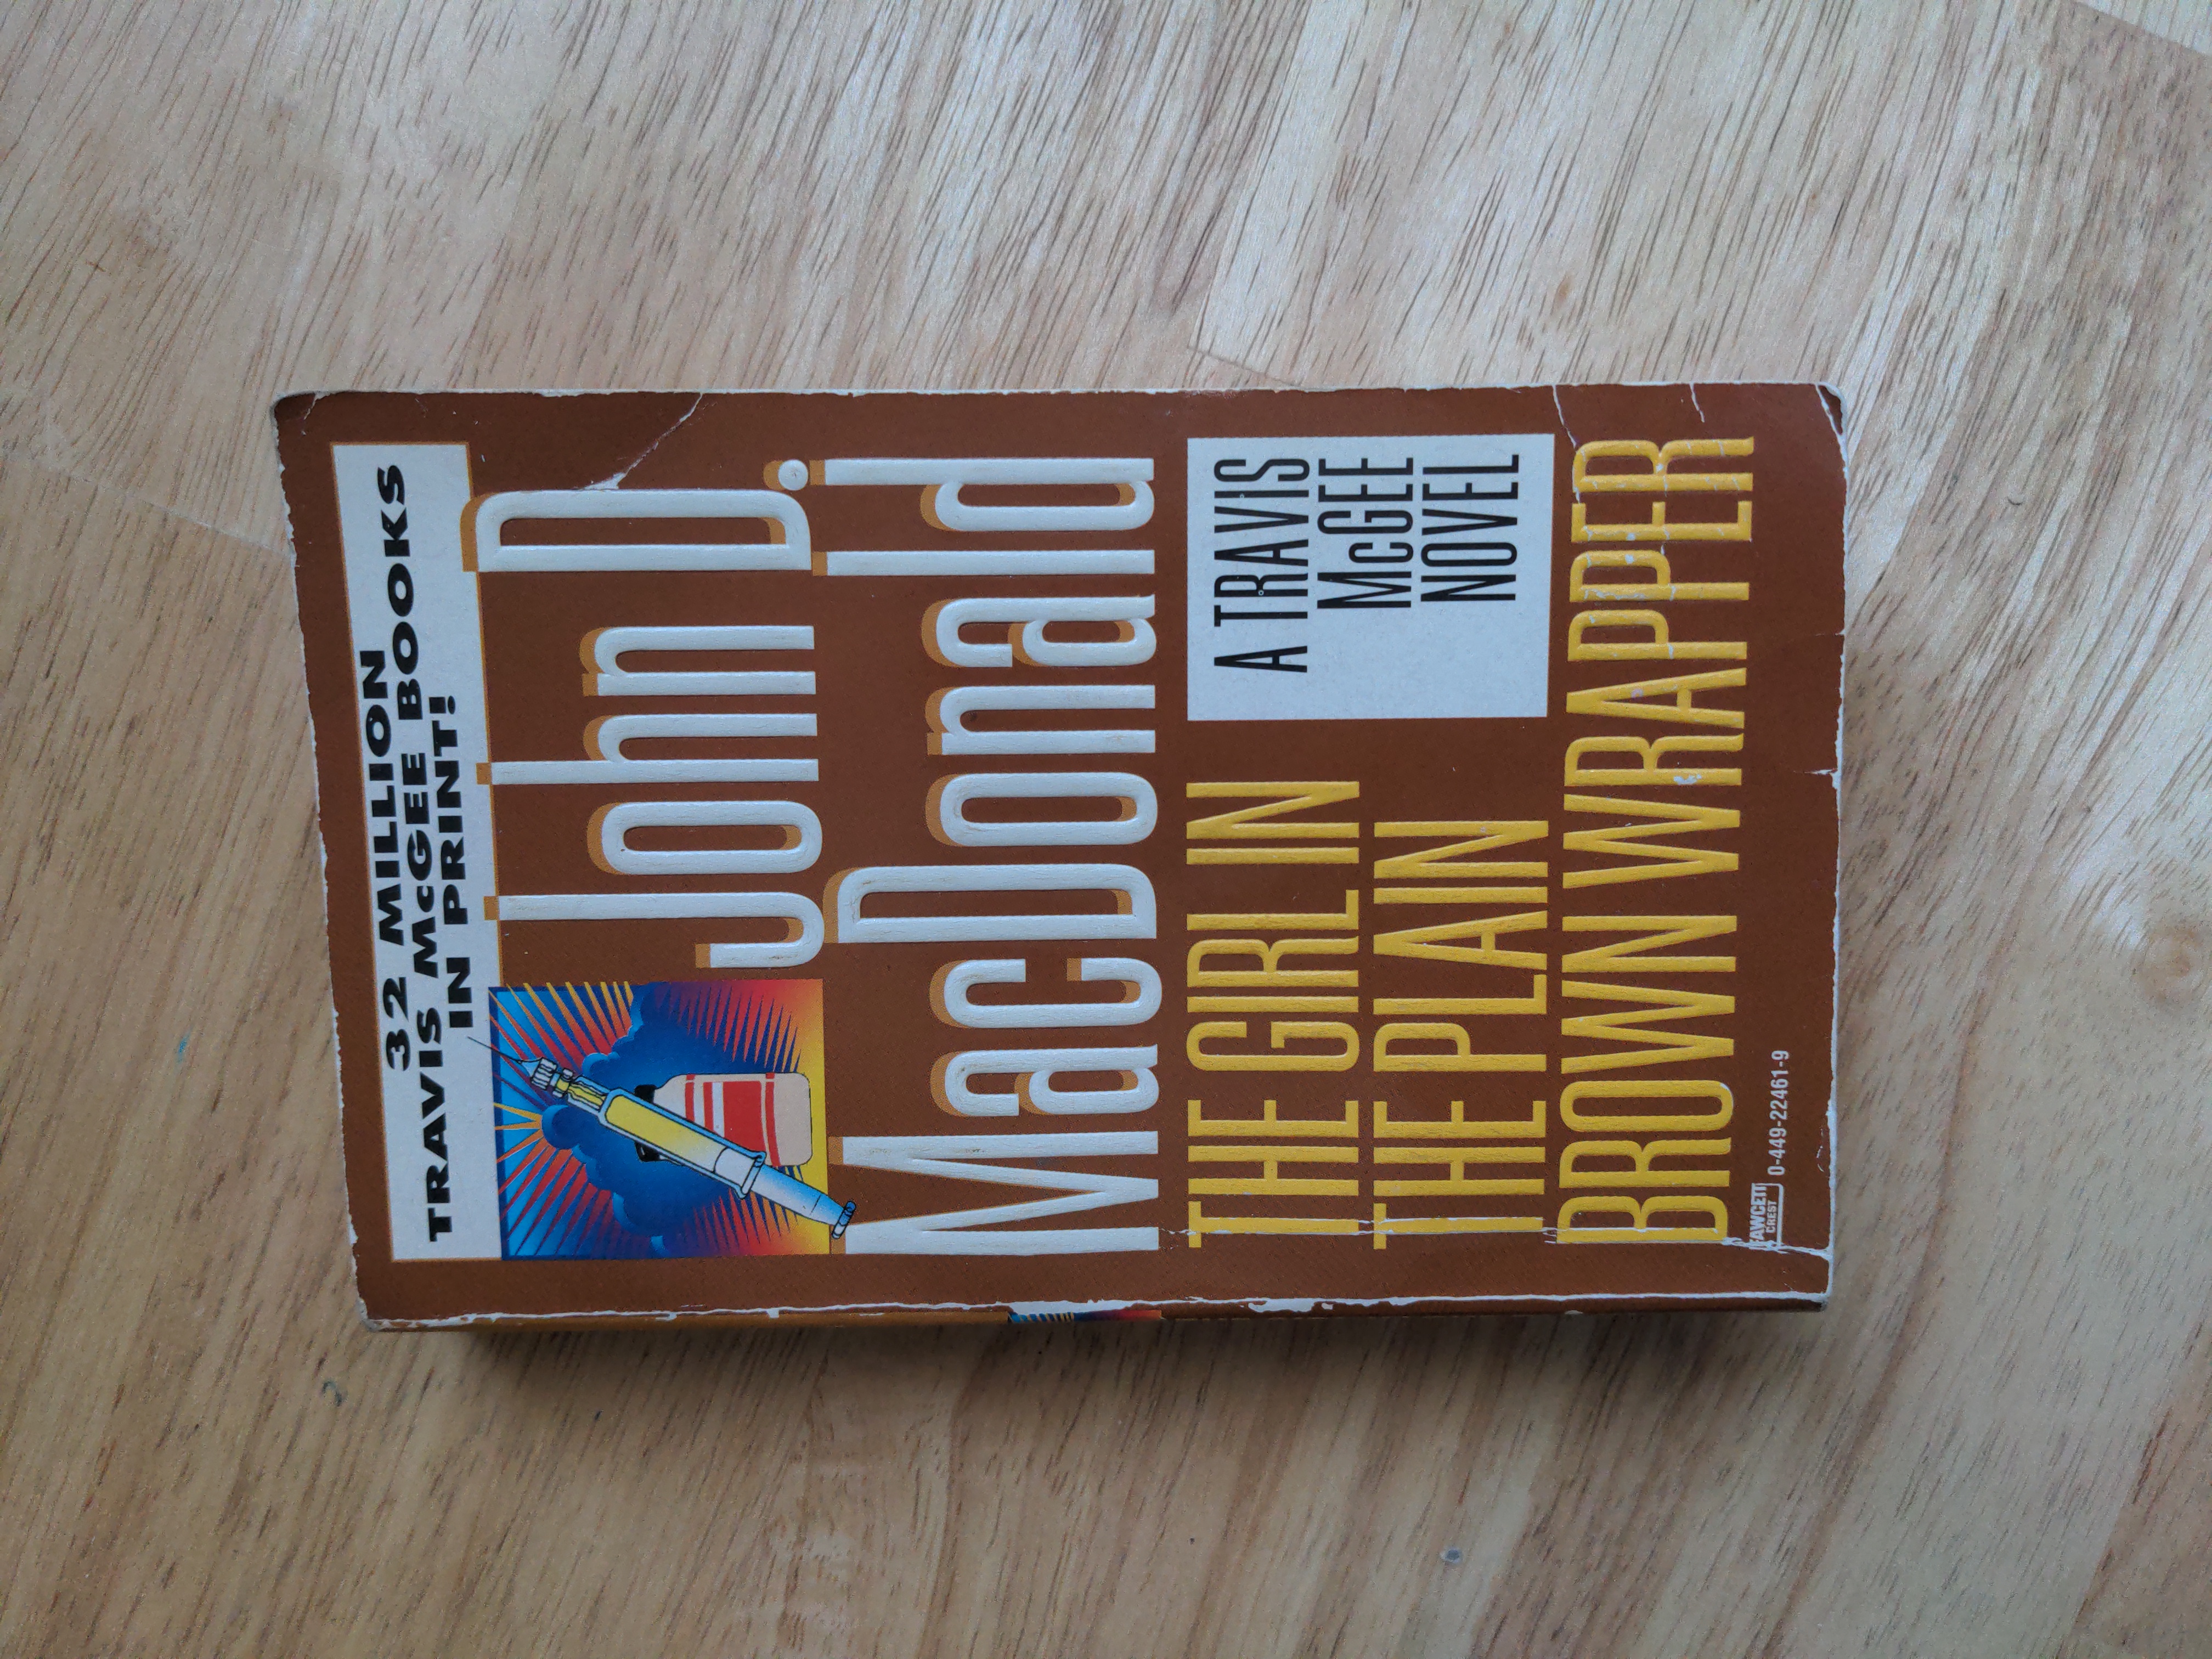 32 MILLION
TRAVIS McGEE BOOKS
IN PRINT!
John D.
MacDonald
A TRAVIS
McGEE
NOVEL
THE GIRL IN
THE PLAIN
BROWN WRAPPER
FAWCETT
CREST
0-449-22461-9